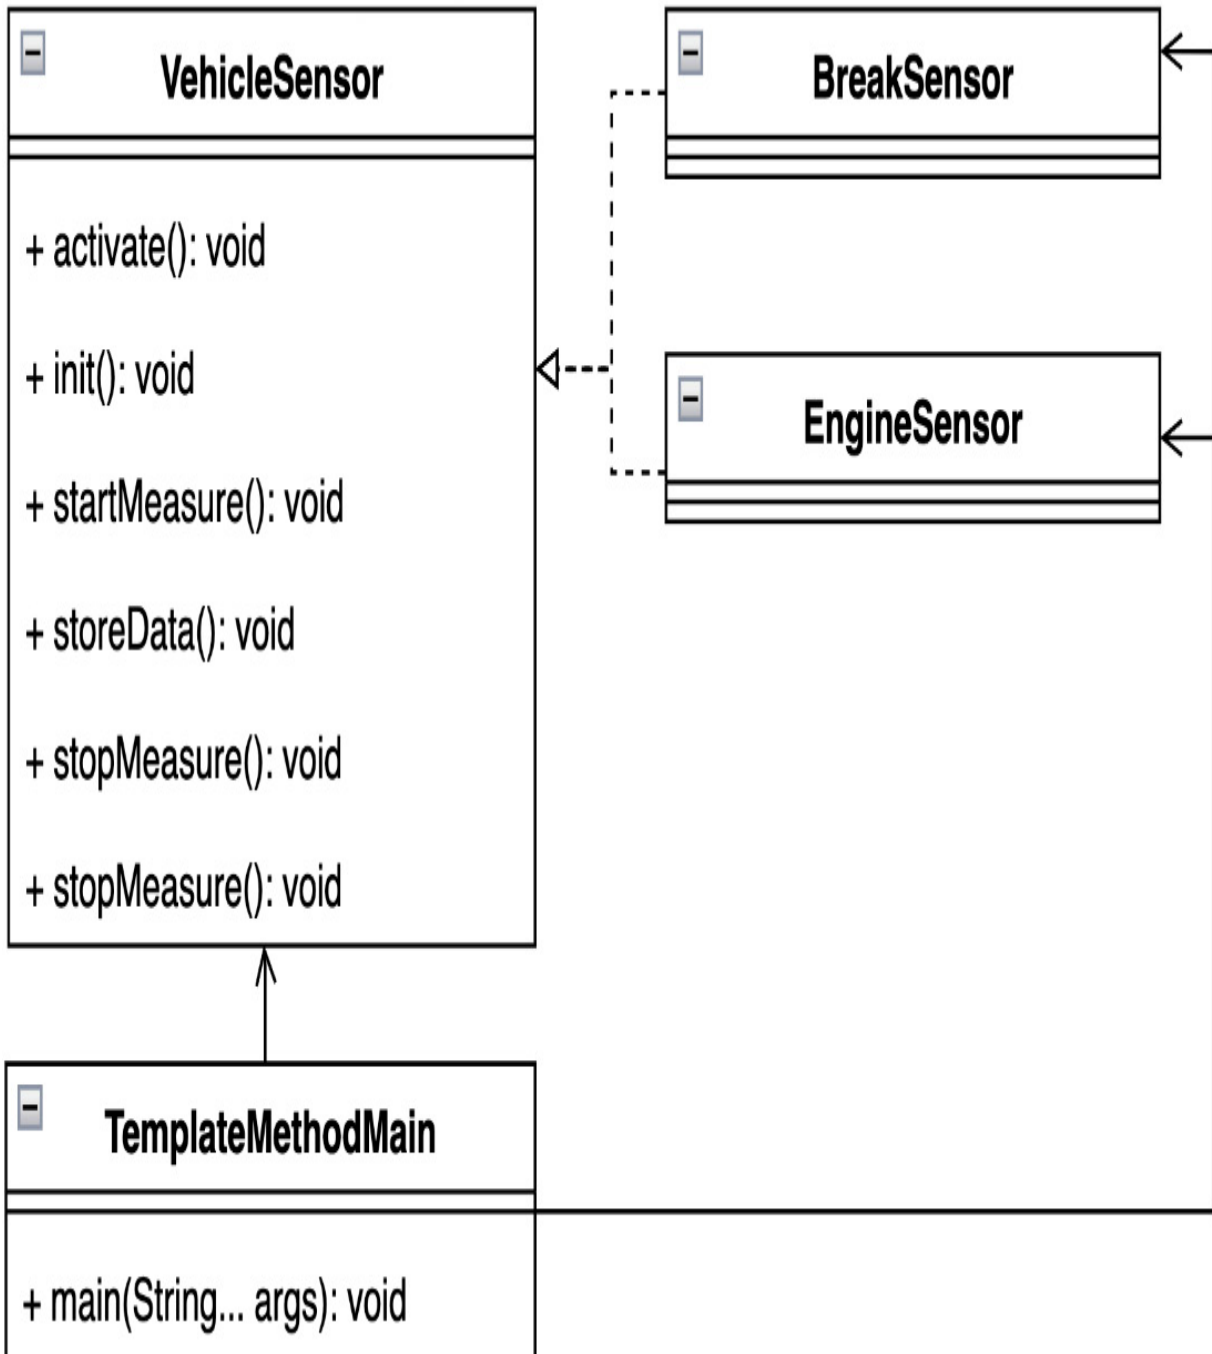 VehicleSensor
+ activate(): void
+ init(): void
+ startMeasure(): void
+ storeData(): void
+ stopMeasure(): void
+ stopMeasure(): void
BreakSensor
EngineSensor
TemplateMethodMain
+ main(String... args): void